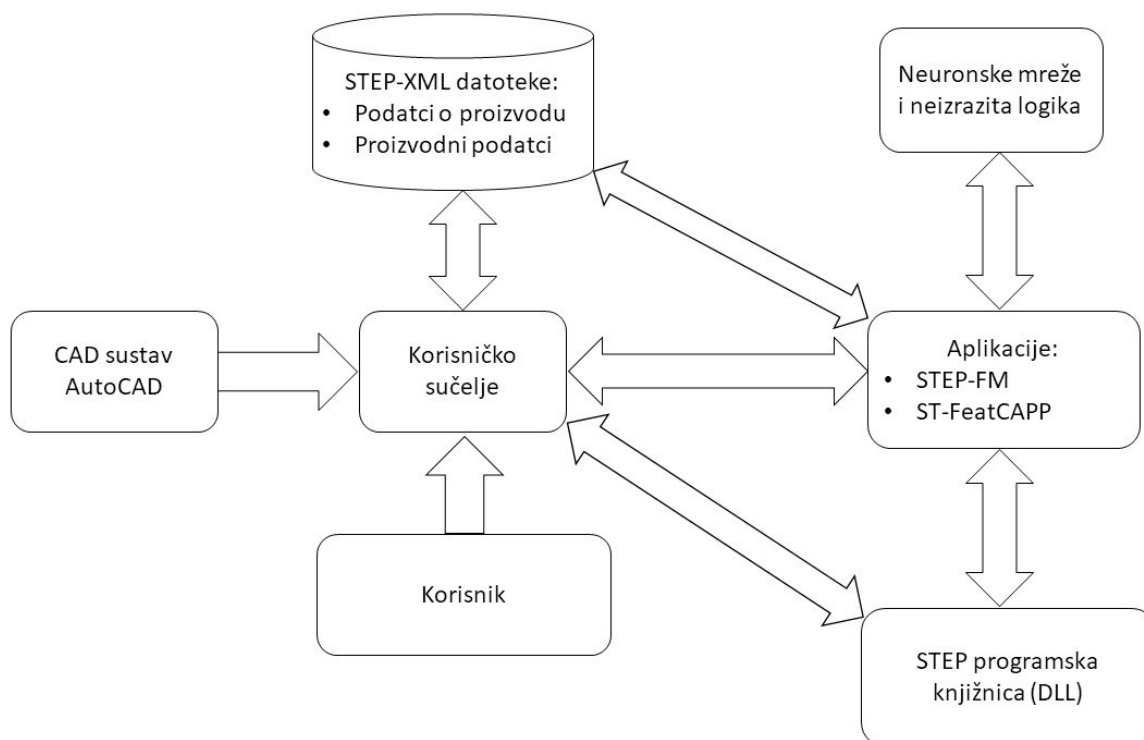 STEP-XML datoteke:
• Podatci o proizvodu
• Proizvodni podatci
Neuronske mreže
i neizrazita logika
CAD sustav
AutoCAD
Korisničko
sučelje
Aplikacije:
• STEP-FM
• ST-FeatCAPP
Korisnik
STEP programska
knjižnica (DLL)